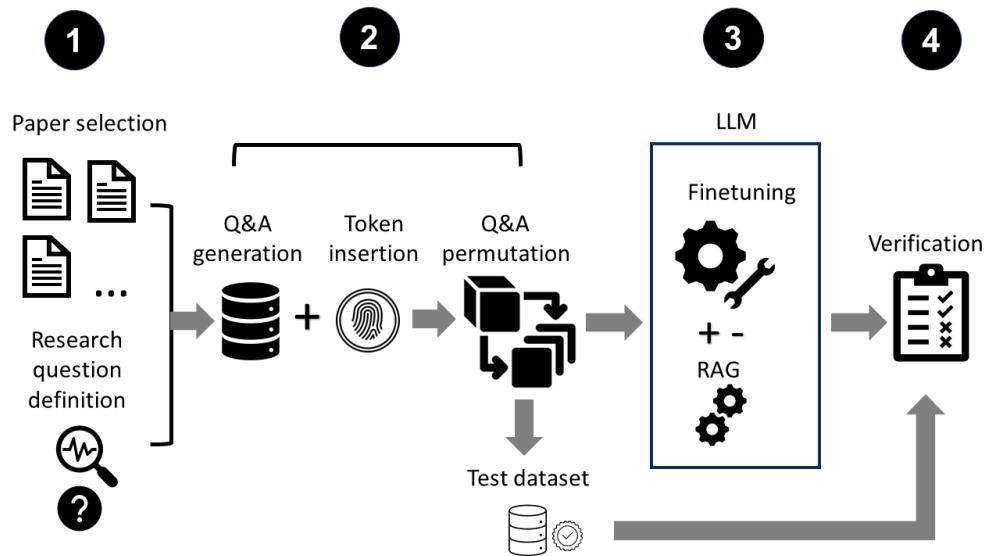 1
2
3
4
Paper selection
...
Research
question
definition
?
Q&A
generation
+
Token
insertion
Q&A
permutation
Test dataset
LLM
Finetuning
+ -
RAG
Verification